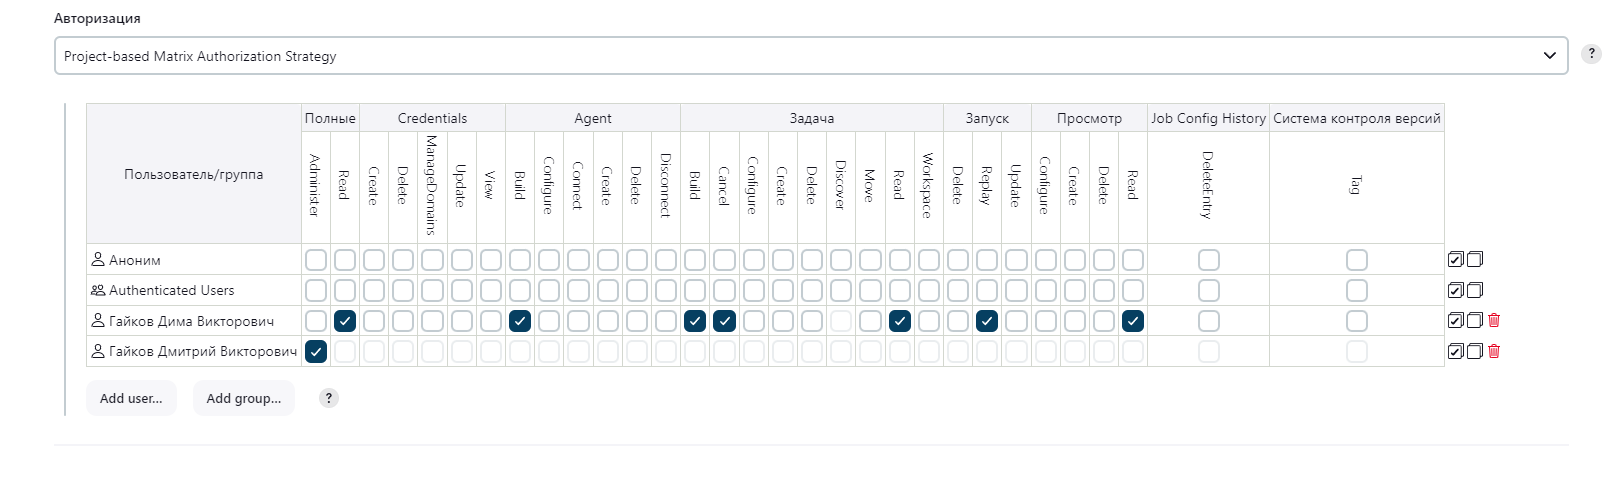 Авторизация
Project-based Matrix Authorization Strategy
?
Пользователь/группа
Полные Credentials Agent Задача Запуск Просмотр Job Config History Система контроля версий
Administer Read Create Delete ManageDomains Update View Build Configure Connect Create Delete Disconnect Build Cancel Configure Create Delete Discover Move Read Workspace Delete Replay Update Configure Create Delete Read DeleteEntry Tag
Аноним
Authenticated Users
Гайков Дима Викторович
Гайков Дмитрий Викторович
Add user... Add group... ?